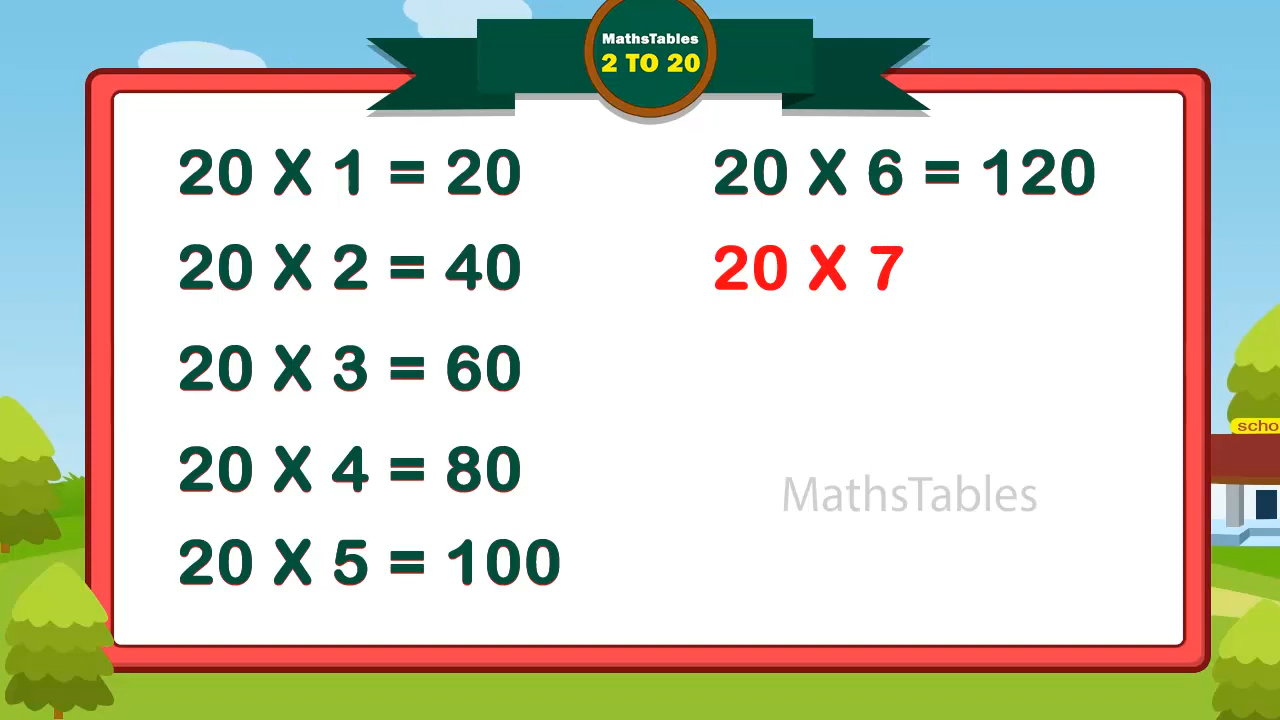 MathsTables
2 TO 20
20 X 1 = 20
20 X 2 = 40
20 X 3 = 60
20 X 4 = 80
20 X 5 = 100
20 X 6 = 120
20 X 7
MathsTables
scho